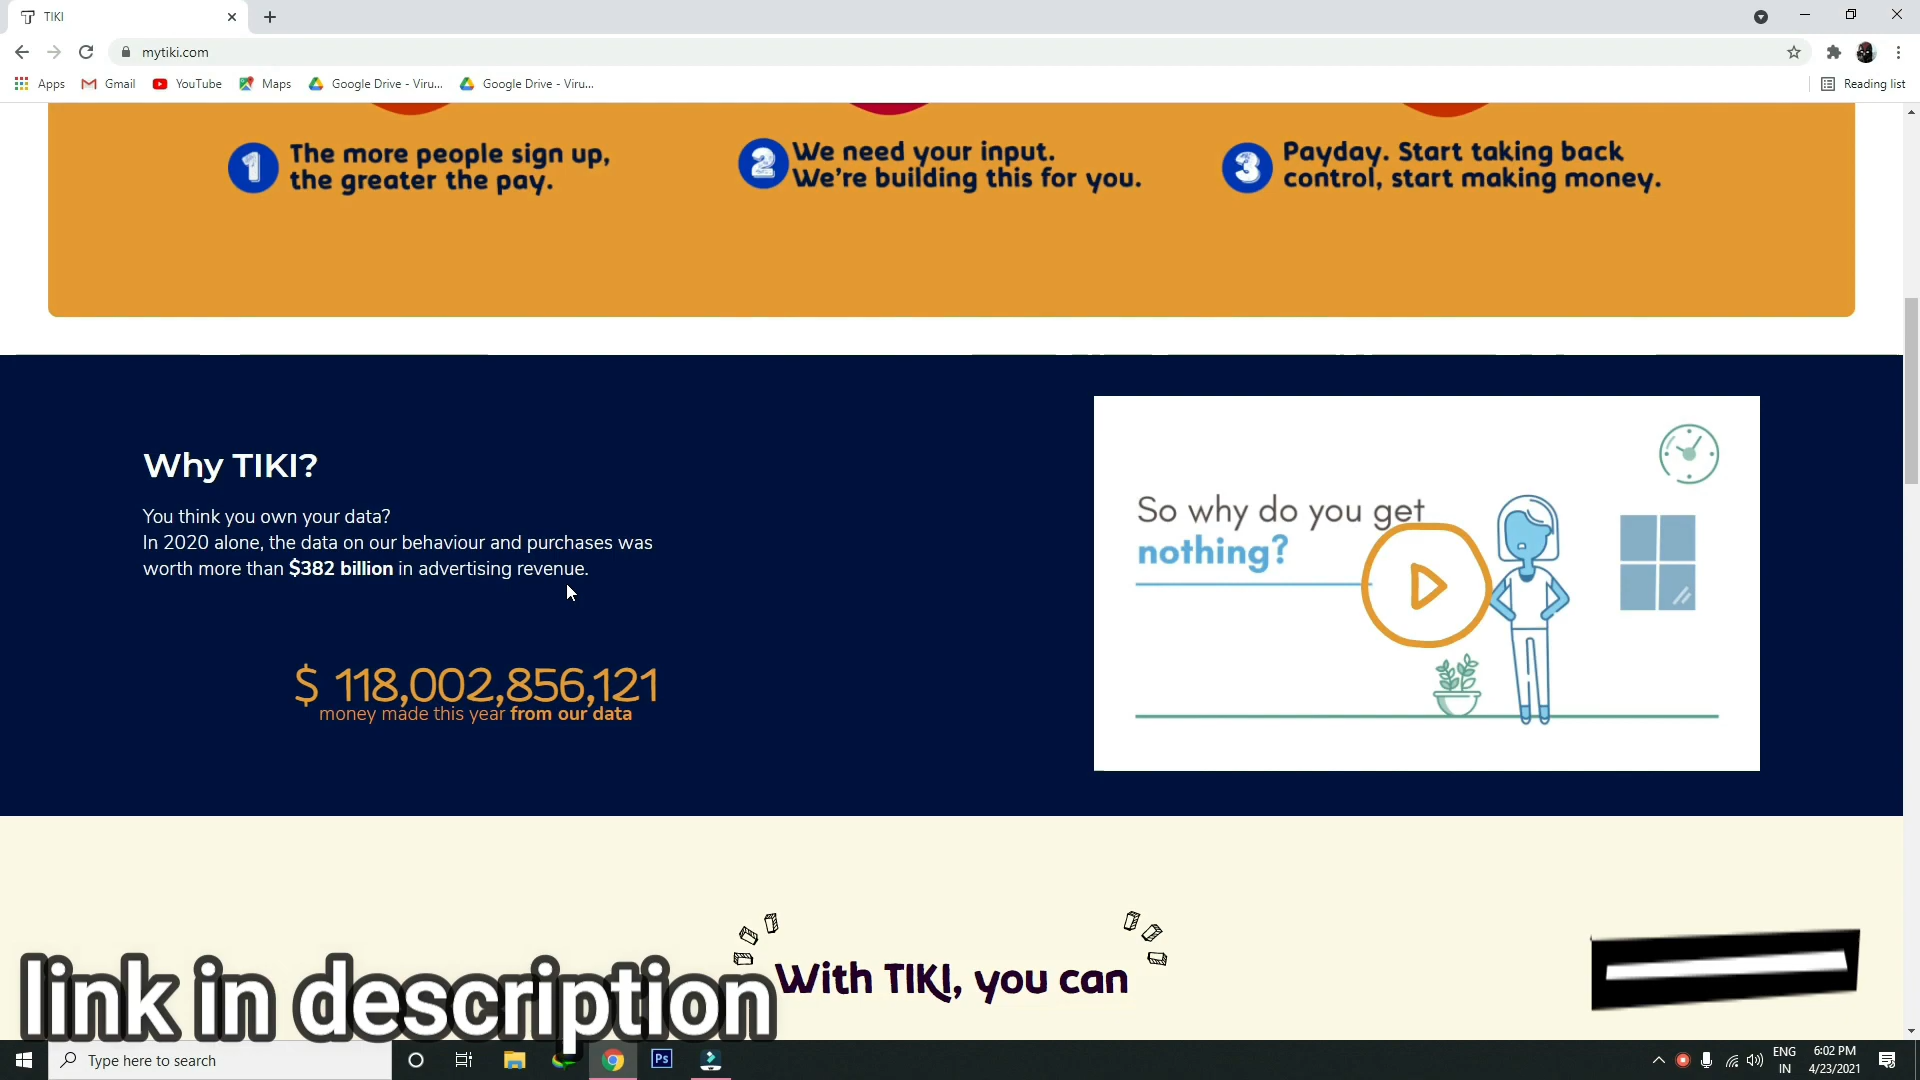 TIKI
mytiki.com
Apps
Gmail
YouTube
Maps
Google Drive - Viru...
Google Drive - Viru...
Reading list
1 The more people sign up,
the greater the pay.
2 We need your input.
We're building this for you.
3 Payday. Start taking back
control, start making money.
Why TIKI?
You think you own your data?
In 2020 alone, the data on our behaviour and purchases was
worth more than $382 billion in advertising revenue.
$ 118,002,856,121
money made this year from our data
So why do you get
nothing?
With TIKI, you can
link in description
Type here to search
Ps
ENG
IN
6:02 PM
4/23/2021